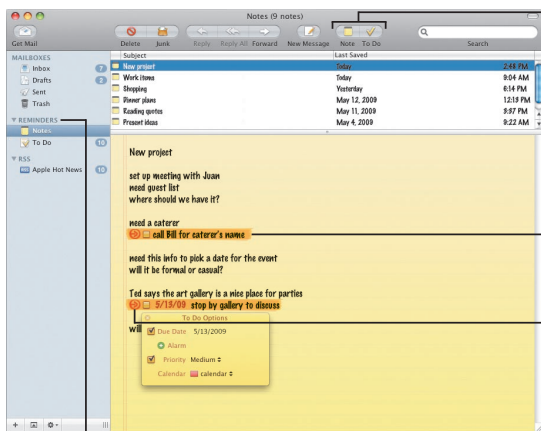 Notes (9 notes)
Get Mail Delete Junk Reply Reply All Forward New Message Note To Do Search
MAILBOXES
Inbox
Drafts
Sent
Trash
REMINDERS
Notes
To Do 10
RSS
Apple Hot News 10
Subject Last Saved
New project Today 2:48 PM
Work items Today 9:04 AM
Shopping Yesterday 6:14 PM
Dinner plans May 12, 2009 12:13 PM
Reading quotes May 11, 2009
Present ideas May 4, 2009 9:22 AM
New project
set up meeting with Juan
need guest list
where should we have it?
need a caterer
call Bill for caterer's name
need this info to pick a date for the event
will it be formal or casual?
Ted says the art gallery is a nice place for parties
5/13/09 stop by gallery to discuss
will
To Do Options
Due Date 5/13/2009
Alarm
Priority Medium
Calendar calendar